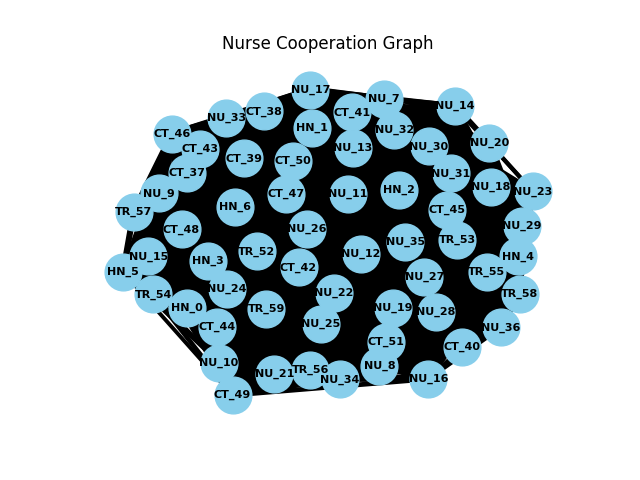 Nurse Cooperation Graph
NU_17
NU_7
NU_14
CT_38
CT_41
NU_33
HN_1
NU_32
CT_46
NU_20
CT_43
NU_13
NU_30
CT_39
CT_50
CT_37
NU_31
NU_18
NU_23
NU_9
CT_47
NU_11
HN_2
HN_6
TR_57
CT_45
CT_48
NU_26
NU_29
NU_35
TR_53
TR_52
NU_12
NU_15
HN_4
HN_3
CT_42
HN_5
TR_55
NU_27
NU_24
TR_54
NU_22
TR_58
HN_0
TR_59
NU_19
NU_28
NU_25
CT_44
NU_36
CT_51
CT_40
NU_10
NU_8
TR_56
NU_21
NU_34
NU_16
CT_49